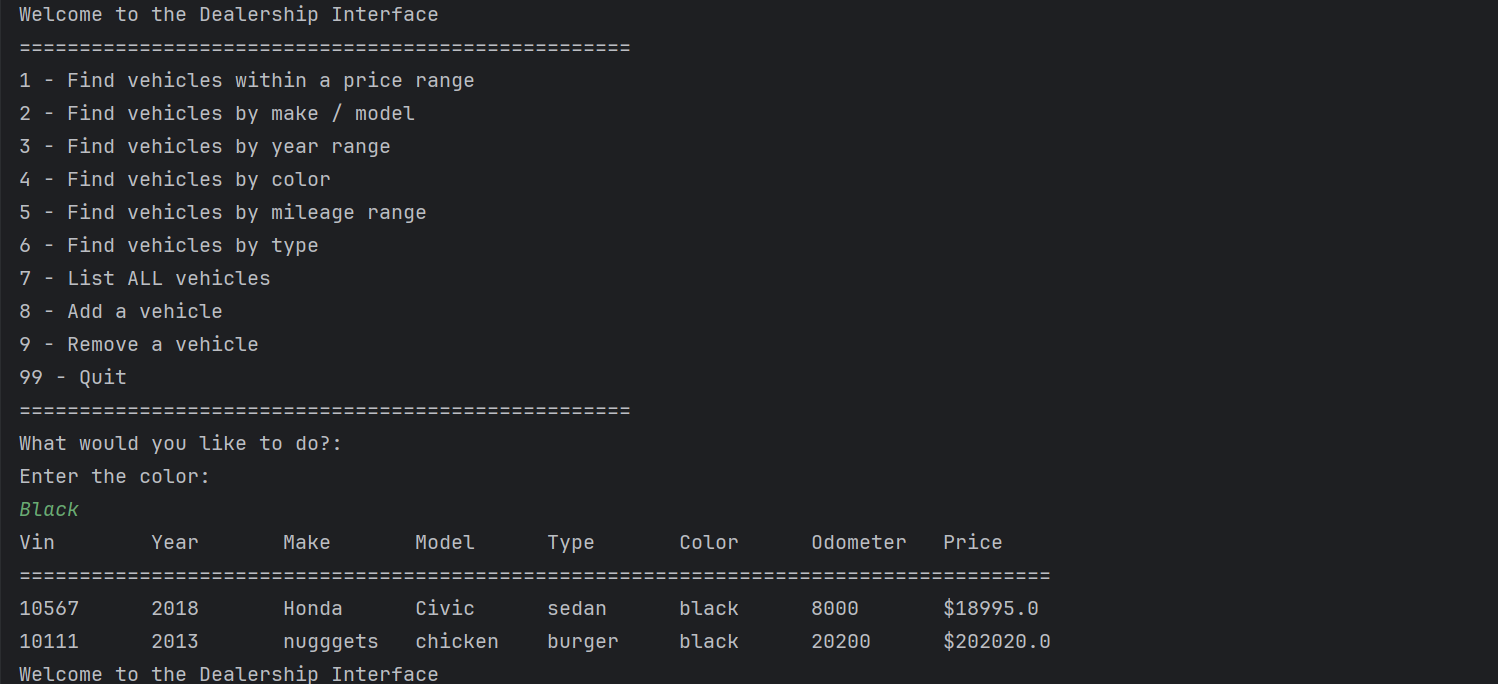 Welcome to the Dealership Interface
===================================================
1 - Find vehicles within a price range
2 - Find vehicles by make / model
3 - Find vehicles by year range
4 - Find vehicles by color
5 - Find vehicles by mileage range
6 - Find vehicles by type
7 - List ALL vehicles
8 - Add a vehicle
9 - Remove a vehicle
99 - Quit
===================================================
What would you like to do?:
Enter the color:
Black
Vin        Year       Make       Model      Type       Color      Odometer   Price
======================================================================================
10567      2018       Honda      Civic      sedan      black      8000       $18995.0
10111      2013       nugggets   chicken    burger     black      20200      $202020.0
Welcome to the Dealership Interface